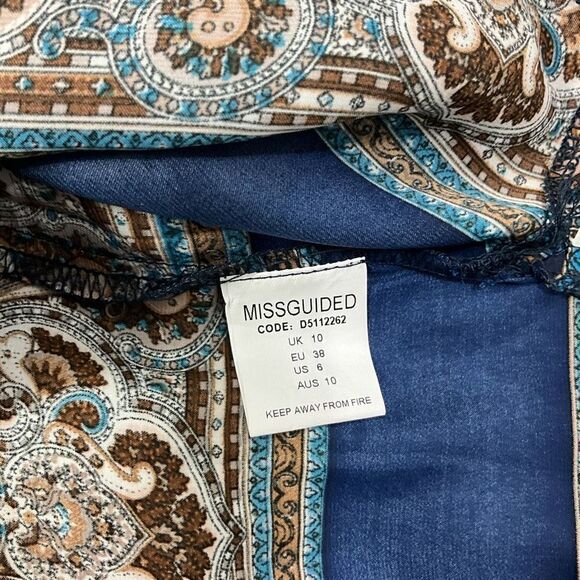 MISSGUIDED
CODE: D5112262
UK 10
EU 38
US 6
AUS 10
KEEP AWAY FROM FIRE